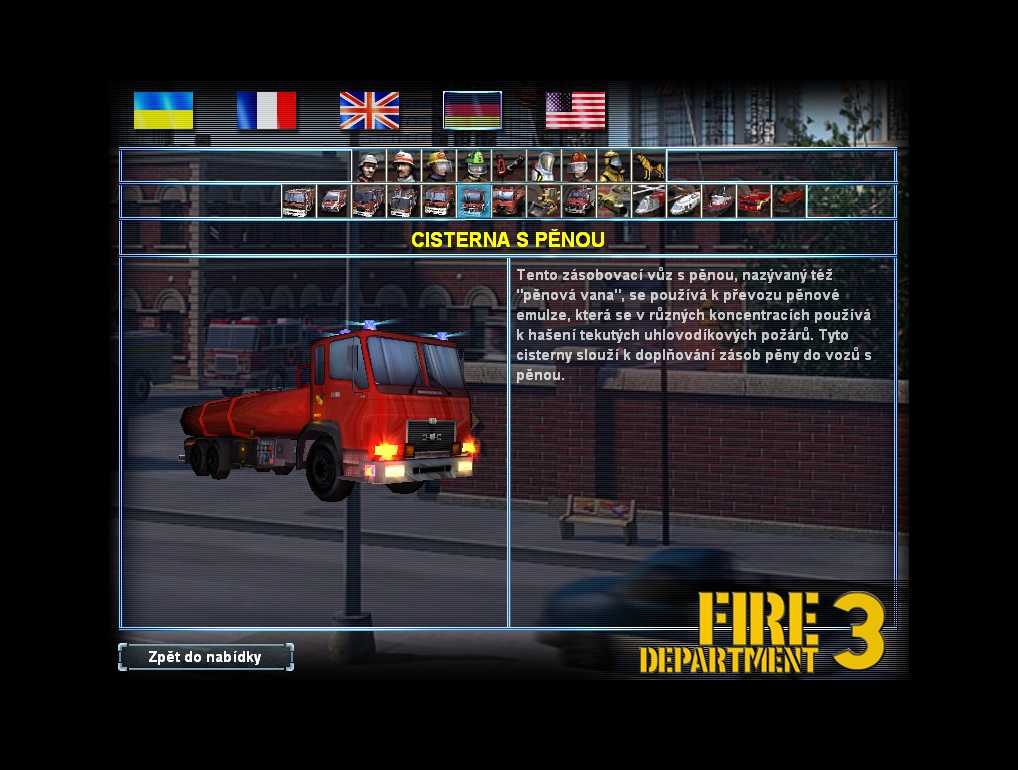 CISTERNA S PĚNOU
Tento zásobovací vůz s pěnou, nazývaný též
"pěnová vana", se používá k převozu pěnové
emulze, která se v různých koncentracích používá
k hašení tekutých uhlovodíkových požárů. Tyto
cisterny slouží k doplňování zásob pěny do vozů s
pěnou.
FIRE
DEPARTMENT 3
Zpět do nabídky